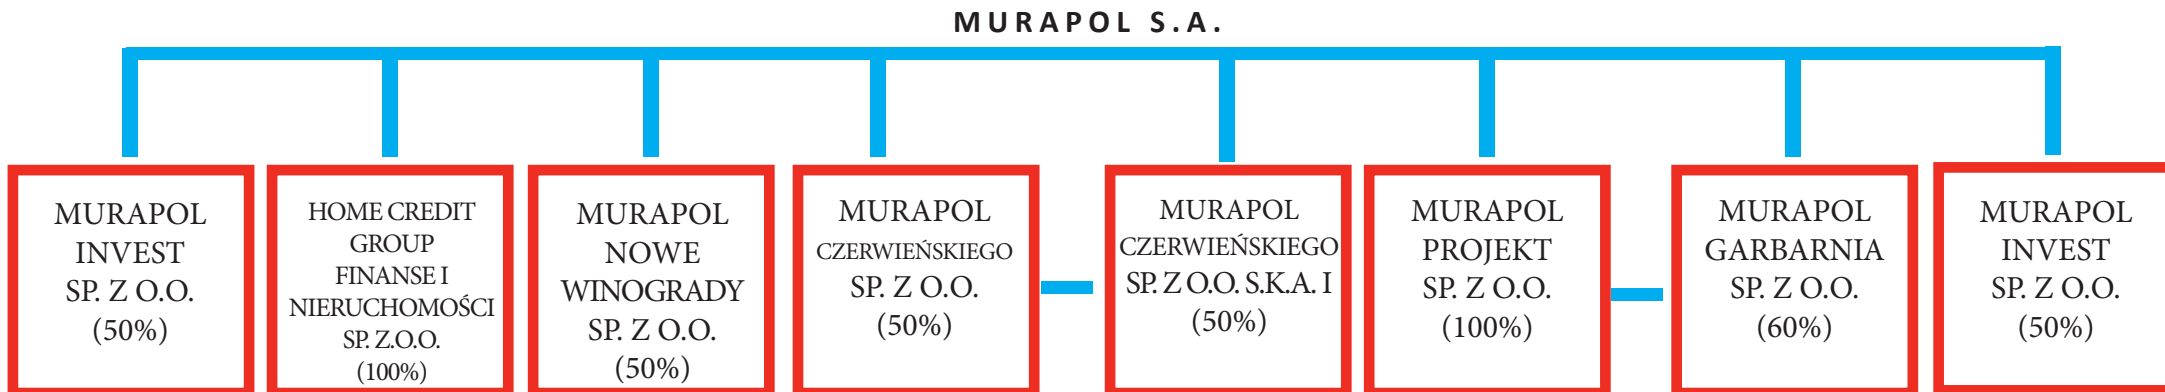 MURAPOL S.A.
MURAPOL
INVEST
SP. Z O.O.
(50%)
HOME CREDIT
GROUP
FINANSE I
NIERUCHOMOŚCI
SP. Z.O.O.
(100%)
MURAPOL
NOWE
WINOGRADY
SP. Z O.O.
(50%)
MURAPOL
CZERWIEŃSKIEGO
SP. Z O.O.
(50%)
MURAPOL
CZERWIEŃSKIEGO
SP. Z O.O. S.K.A. I
(50%)
MURAPOL
PROJEKT
SP. Z O.O.
(100%)
MURAPOL
GARBARNIA
SP. Z O.O.
(60%)
MURAPOL
INVEST
SP. Z O.O.
(50%)